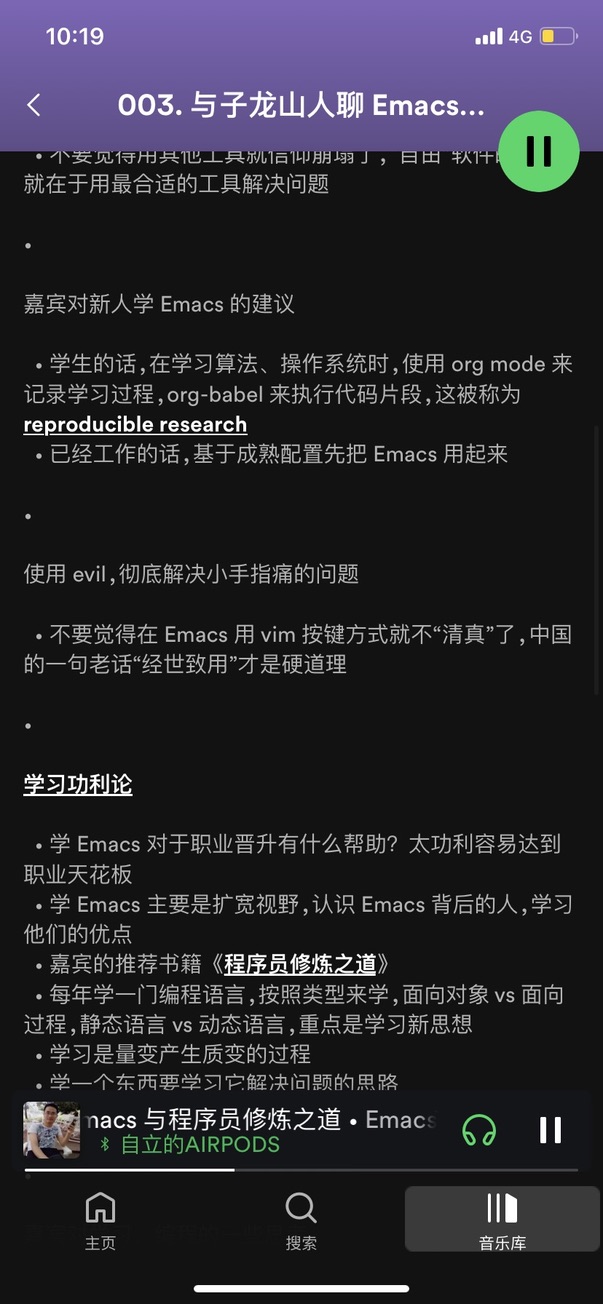 10:19
4G
003. 与子龙山人聊 Emacs...
• 不要觉得用其他工具就信仰崩塌了，“自由”软件
就在于用最合适的工具解决问题
•
嘉宾对新人学 Emacs 的建议
• 学生的话,在学习算法、操作系统时,使用 org mode 来
记录学习过程,org-babel 来执行代码片段,这被称为
reproducible research
• 已经工作的话,基于成熟配置先把 Emacs 用起来
•
使用 evil,彻底解决小手指痛的问题
• 不要觉得在 Emacs 用 vim 按键方式就不“清真”了,中国
的一句老话“经世致用”才是硬道理
•
学习功利论
• 学 Emacs 对于职业晋升有什么帮助？太功利容易达到
职业天花板
• 学 Emacs 主要是扩宽视野,认识 Emacs 背后的人,学习
他们的优点
• 嘉宾的推荐书籍《程序员修炼之道》
• 每年学一门编程语言,按照类型来学,面向对象 vs 面向
过程,静态语言 vs 动态语言,重点是学习新思想
• 学习是量变产生质变的过程
• 学一个东西要学习它解决问题的思路
macs 与程序员修炼之道 • Emacs
自立的AIRPODS
主页
搜索
音乐库